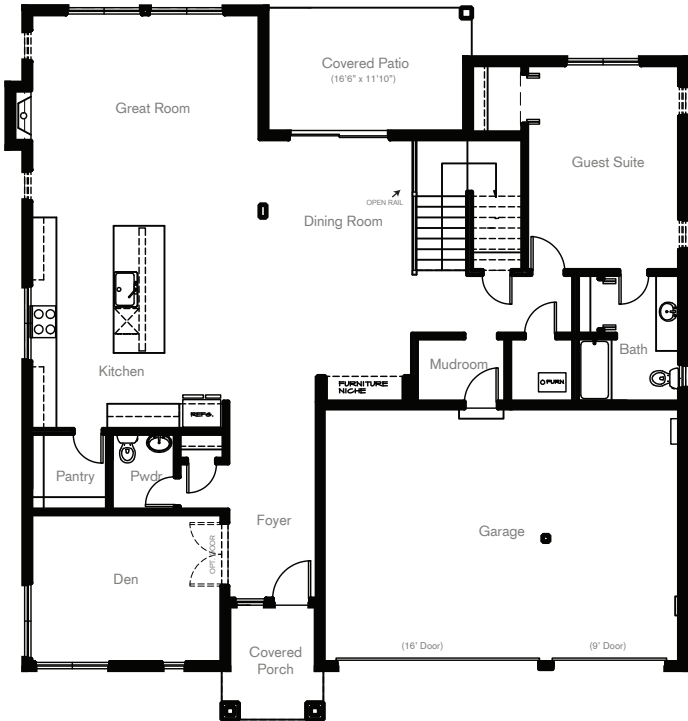 Covered Patio
(16'6" x 11'10")
Great Room
Guest Suite
OPEN RAIL
Dining Room
Kitchen
Mudroom
Bath
FURN
FURNITURE
NICHE
REFG.
Pantry
Pwdr
Foyer
Garage
OPT DOOR
Den
Covered
Porch
(16' Door)
(9' Door)